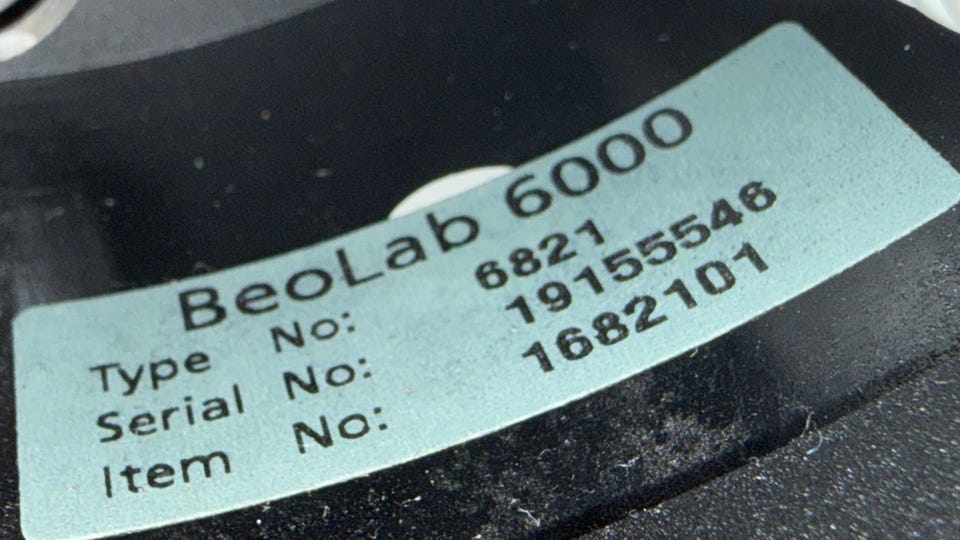 BeoLab 6000
Type No: 6821
Serial No: 19155546
Item No: 1682101